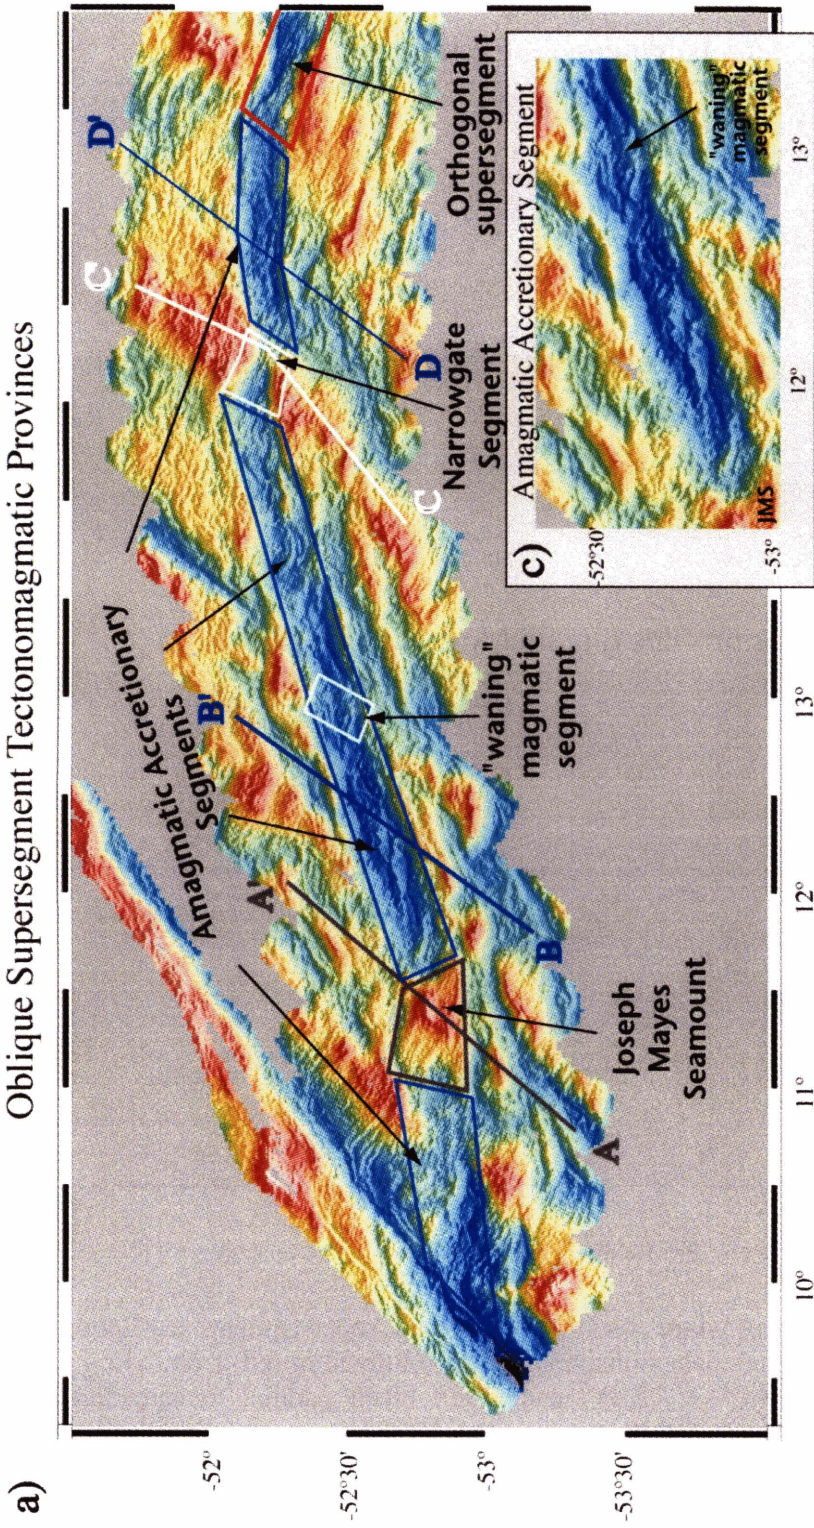 Oblique Supersegment Tectonomagmatic Provinces
a)
-52°
-52°30'
-53°
-53°30'
10°
11°
12°
13°
Amagmatic Accretionary
Segments
A'
A
B'
B
C
C
D'
D
Joseph
Mayes
Seamount
"waning"
magmatic
segment
Narrowgate
Segment
Orthogonal
supersegment
c)
Amagmatic Accretionary Segment
"waning"
magmatic
segment
JMS
-52°30'
-53°
12°
13°